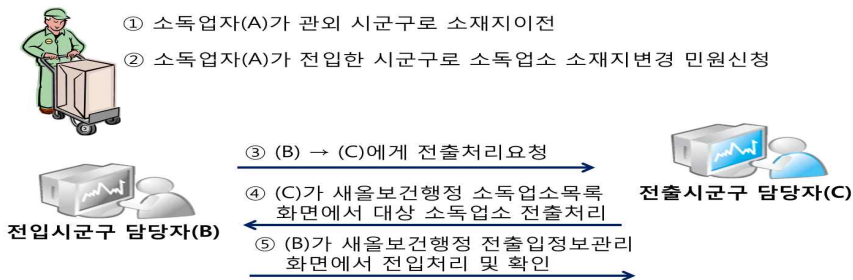 ① 소독업자(A)가 관외 시군구로 소재지이전
② 소독업자(A)가 전입한 시군구로 소독업소 소재지변경 민원신청
③ (B) → (C)에게 전출처리요청
④ (C)가 새올보건행정 소독업소목록
화면에서 대상 소독업소 전출처리
⑤ (B)가 새올보건행정 전출입정보관리
화면에서 전입처리 및 확인
전입시군구 담당자(B)
전출시군구 담당자(C)